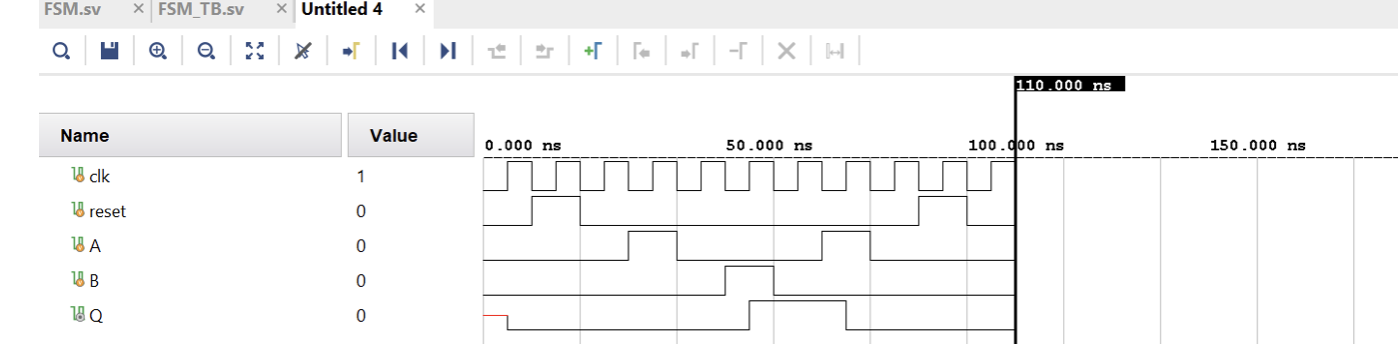 FSM.sv × FSM_TB.sv × Untitled 4 ×
110.000 ns
Name Value
0.000 ns 50.000 ns 100.000 ns 150.000 ns
clk 1
reset 0
A 0
B 0
Q 0